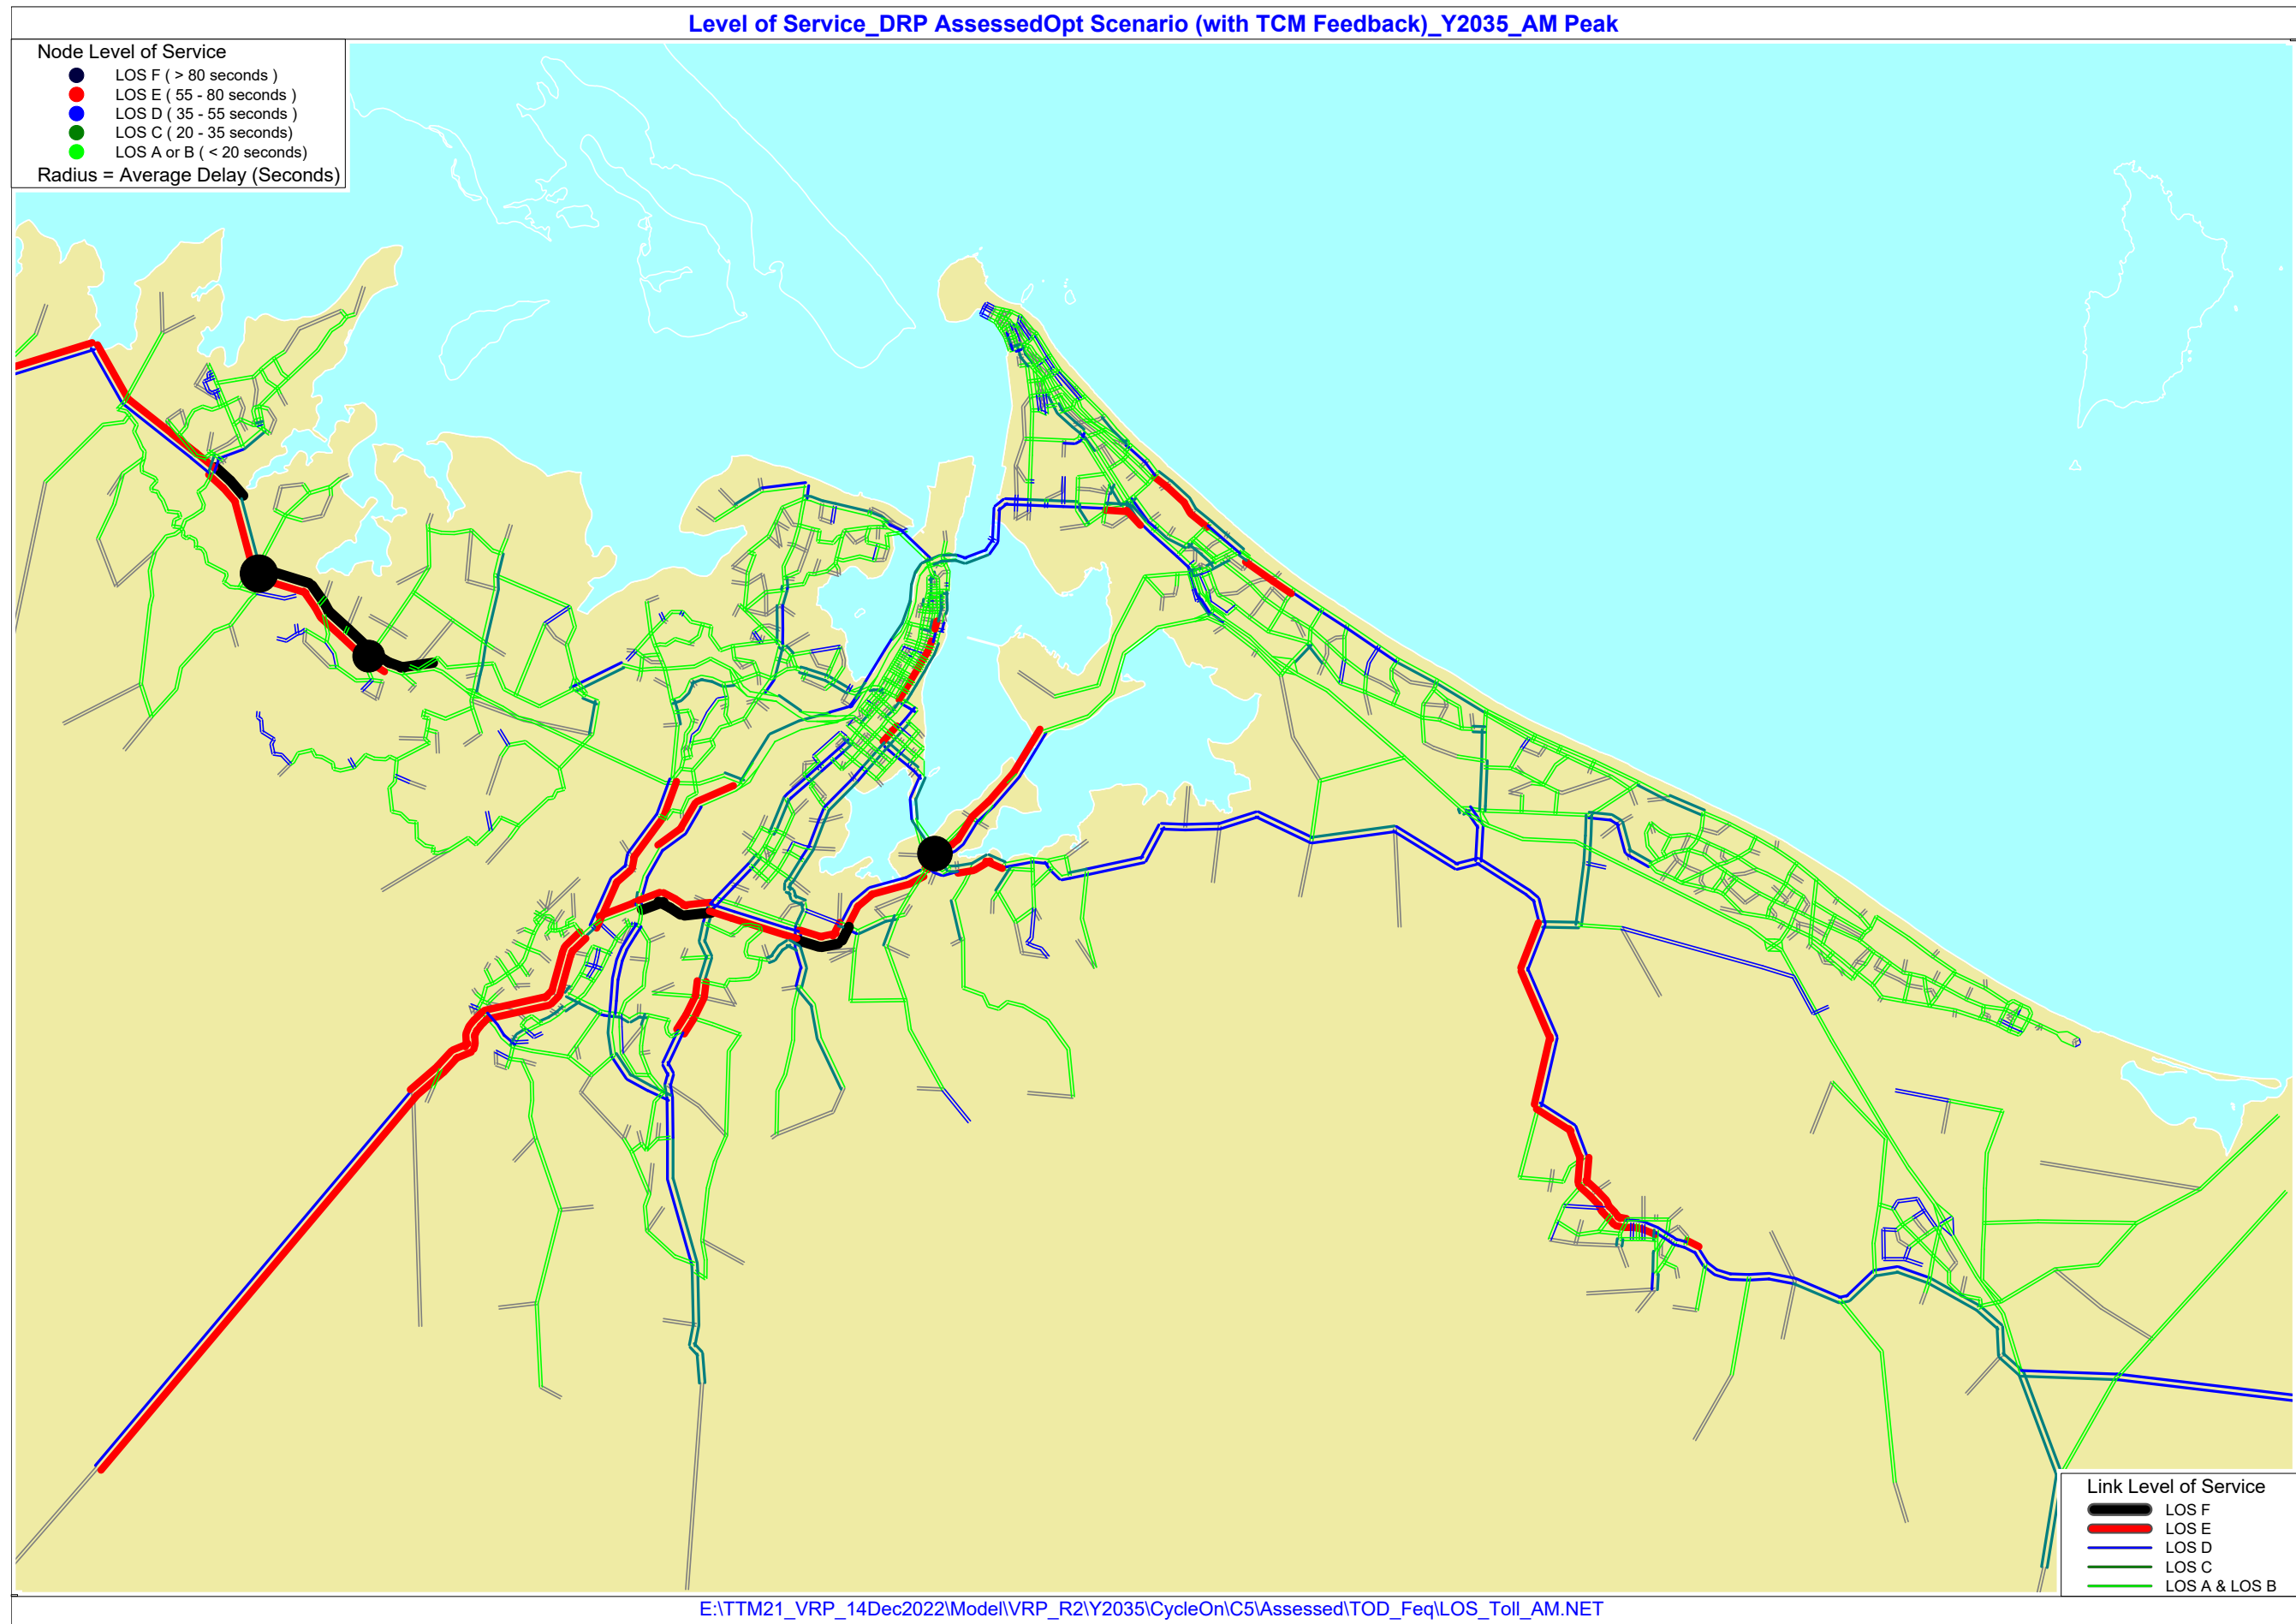 Level of Service_DRP AssessedOpt Scenario (with TCM Feedback)_Y2035_AM Peak
Node Level of Service
LOS F ( > 80 seconds )
LOS E ( 55 - 80 seconds )
LOS D ( 35 - 55 seconds )
LOS C ( 20 - 35 seconds)
LOS A or B ( < 20 seconds)
Radius = Average Delay (Seconds)
Link Level of Service
LOS F
LOS E
LOS D
LOS C
LOS A & LOS B
E:\TTM21_VRP_14Dec2022\Model\VRP_R2\Y2035\CycleOn\C5\Assessed\TOD_Feq\LOS_Toll_AM.NET